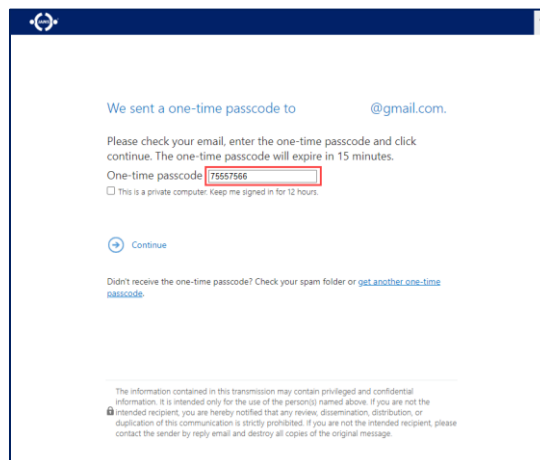 We sent a one-time passcode to @gmail.com.
Please check your email, enter the one-time passcode and click
continue. The one-time passcode will expire in 15 minutes.
One-time passcode 75557566
This is a private computer. Keep me signed in for 12 hours.
Continue
Didn't receive the one-time passcode? Check your spam folder or get another one-time
passcode.
The information contained in this transmission may contain privileged and confidential
information. It is intended only for the use of the person(s) named above. If you are not the
intended recipient, you are hereby notified that any review, dissemination, distribution, or
duplication of this communication is strictly prohibited. If you are not the intended recipient, please
contact the sender by reply email and destroy all copies of the original message.